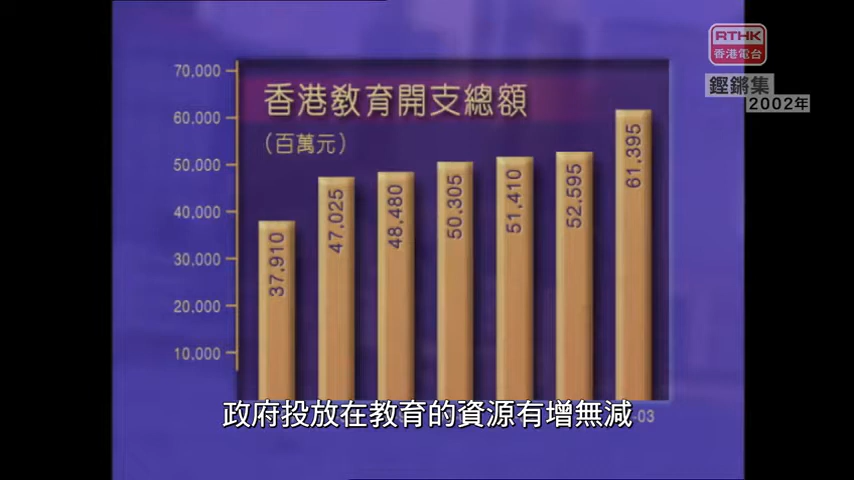 RTHK
香港電台
鏗鏘集
2002年
香港教育開支總額
(百萬元)
70,000
60,000
50,000
40,000
30,000
20,000
10,000
37,910
47,025
48,480
50,305
51,410
52,595
61,395
-03
政府投放在教育的資源有增無減